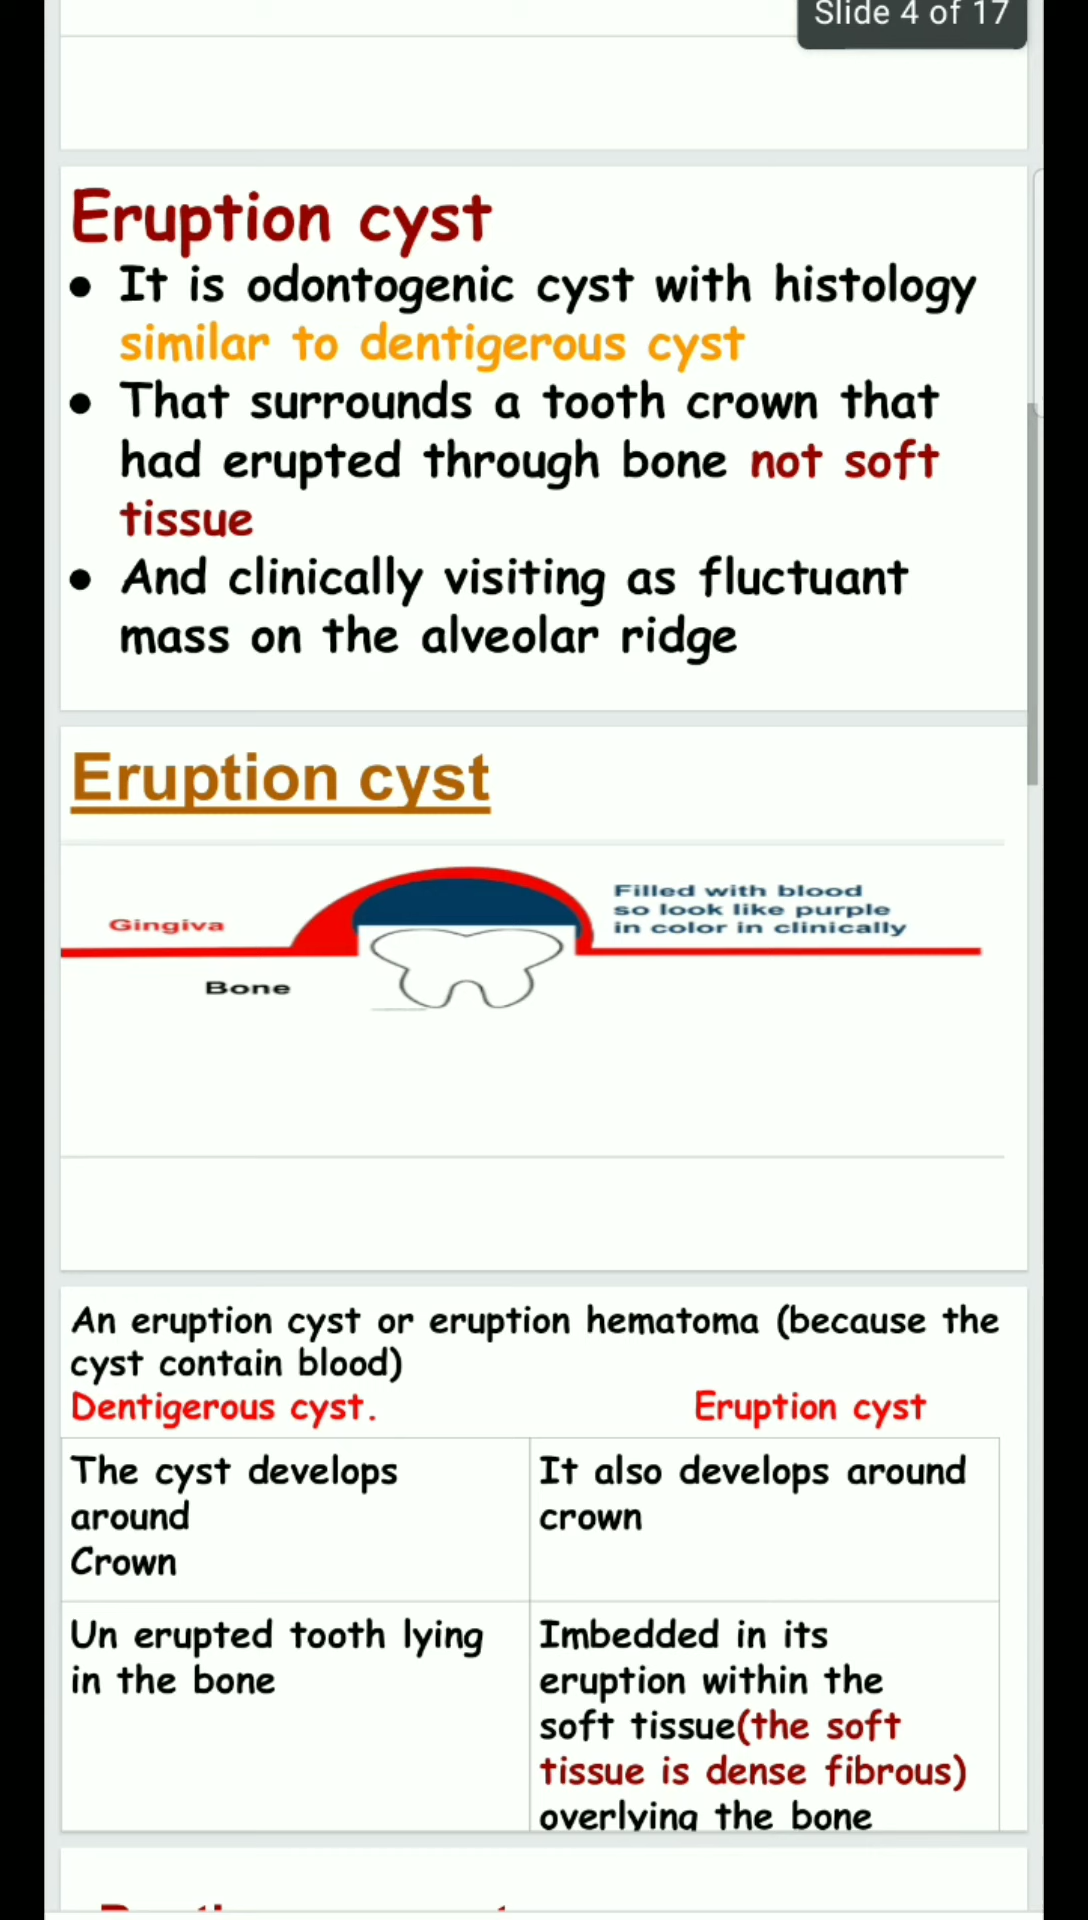 Slide 4 of 17
Eruption cyst
● It is odontogenic cyst with histology
similar to dentigerous cyst
● That surrounds a tooth crown that
had erupted through bone not soft
tissue
● And clinically visiting as fluctuant
mass on the alveolar ridge
Eruption cyst
Filled with blood
so look like purple
in color in clinically
Gingiva
Bone
An eruption cyst or eruption hematoma (because the
cyst contain blood)
Dentigerous cyst. Eruption cyst
The cyst develops
around
Crown
It also develops around
crown
Un erupted tooth lying
in the bone
Imbedded in its
eruption within the
soft tissue(the soft
tissue is dense fibrous)
overlying the bone